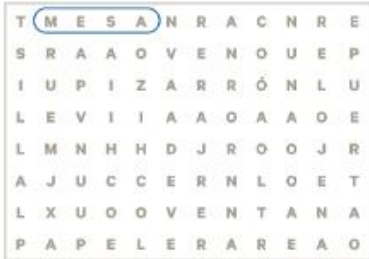 T M E S A N R A C N R E
S R A A O V E N O U E P
I U P I Z A R R Ó N L U
L E V I I A A O A A O E
L M N H H D J R O O J R
A J U C C E R N L O E T
L X U O O V E N T A N A
P A P E L E R A R E A O